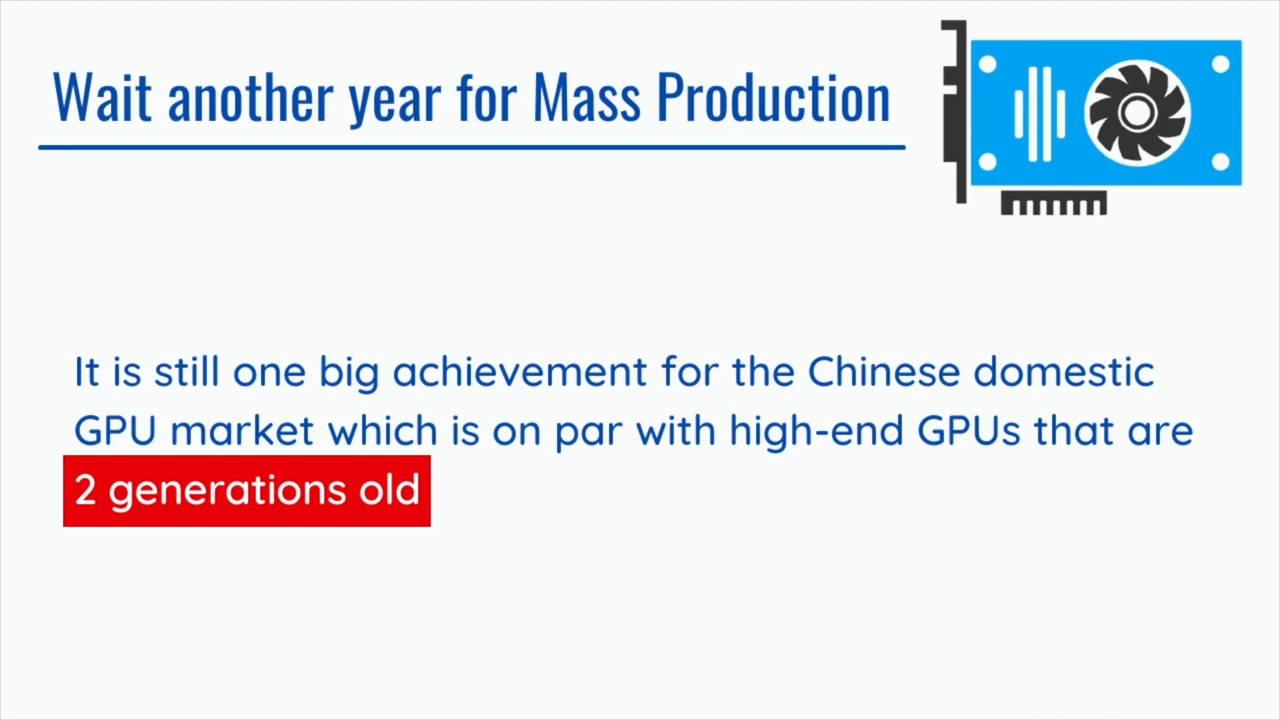 Wait another year for Mass Production
It is still one big achievement for the Chinese domestic
GPU market which is on par with high-end GPUs that are
2 generations old